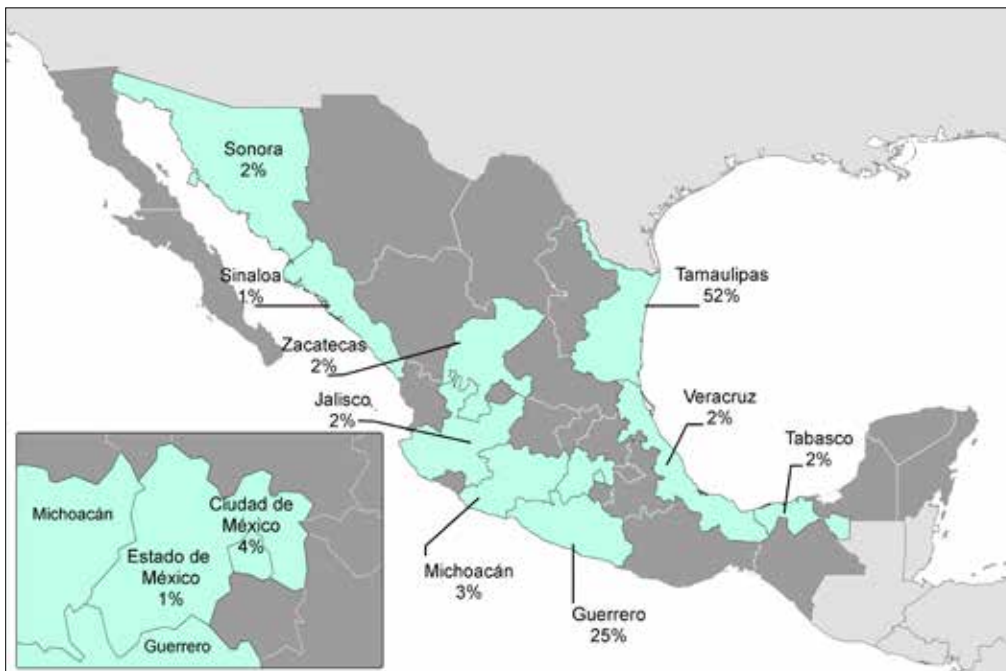 Sonora
2%
Sinaloa
1%
Zacatecas
2%
Jalisco
2%
Tamaulipas
52%
Veracruz
2%
Tabasco
2%
Michoacán
3%
Guerrero
25%
Michoacán
Ciudad de
México
4%
Estado de
México
1%
Guerrero